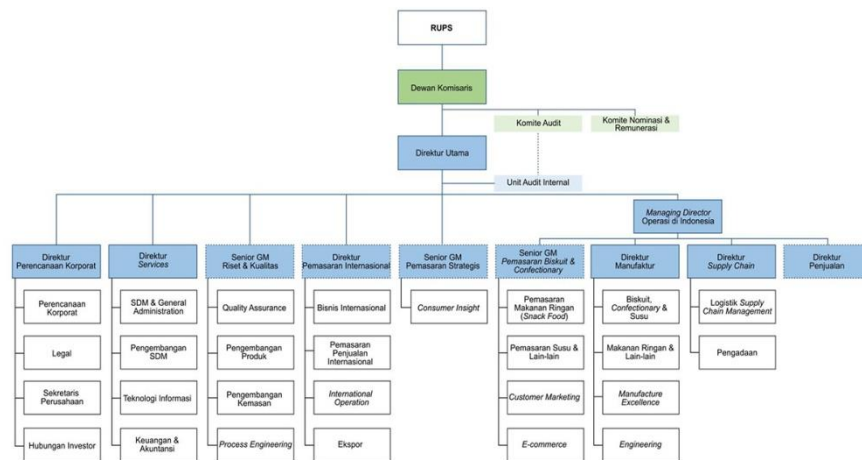 RUPS
Dewan Komisaris
Komite Audit
Komite Nominasi &
Remunerasi
Direktur Utama
Unit Audit Internal
Managing Director
Operasi di Indonesia
Direktur
Perencanaan Korporat
Direktur
Services
Senior GM
Riset & Kualitas
Direktur
Pemasaran Internasional
Senior GM
Pemasaran Strategis
Senior GM
Pemasaran Biskuit &
Confectionary
Direktur
Manufaktur
Direktur
Supply Chain
Direktur
Penjualan
Perencanaan
Korporat
Legal
Sekretaris
Perusahaan
Hubungan Investor
SDM & General
Administration
Pengembangan
SDM
Teknologi Informasi
Keuangan &
Akuntansi
Quality Assurance
Pengembangan
Produk
Pengembangan
Kemasan
Process Engineering
Bisnis Internasional
Pemasaran
Penjualan
Internasional
International
Operation
Ekspor
Consumer Insight
Pemasaran
Makanan Ringan
(Snack Food)
Pemasaran Susu &
Lain-lain
Customer Marketing
E-commerce
Biskuit,
Confectionary &
Susu
Makanan Ringan &
Lain-lain
Manufacture
Excellence
Engineering
Logistik Supply
Chain Management
Pengadaan